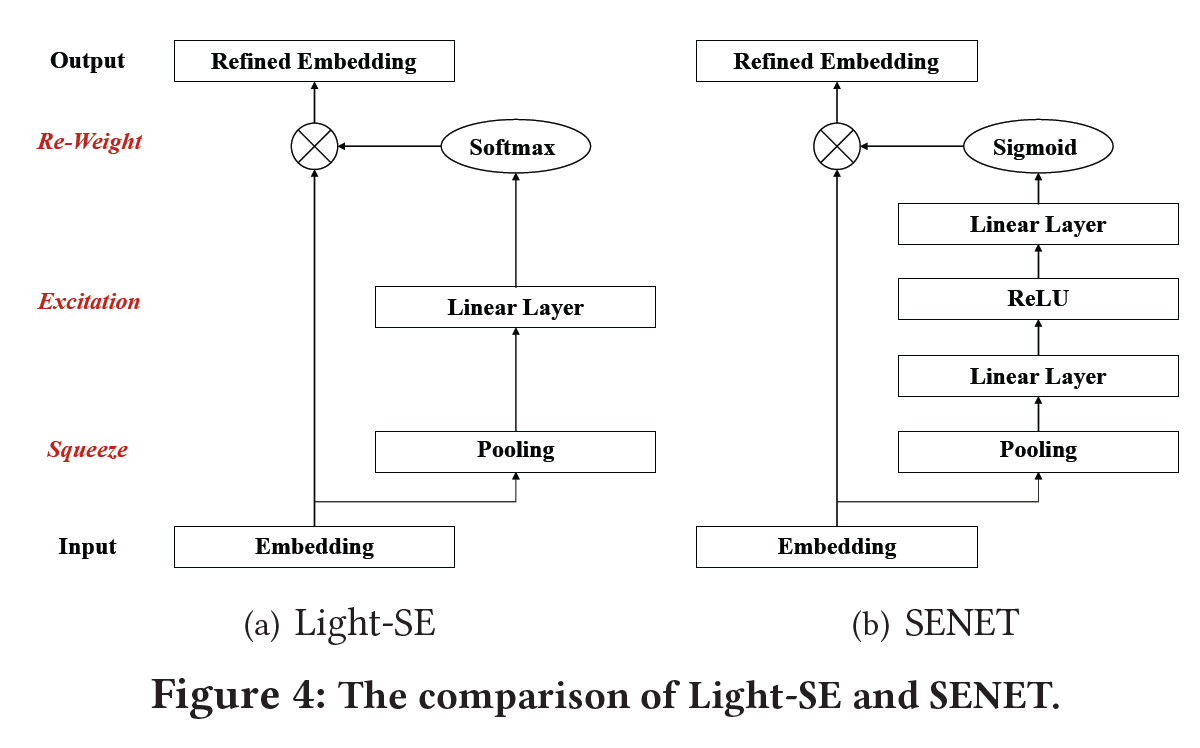 Output
Refined Embedding
Refined Embedding
Re-Weight
Softmax
Sigmoid
Linear Layer
Excitation
Linear Layer
ReLU
Linear Layer
Squeeze
Pooling
Pooling
Input
Embedding
Embedding
(a) Light-SE
(b) SENET
Figure 4: The comparison of Light-SE and SENET.